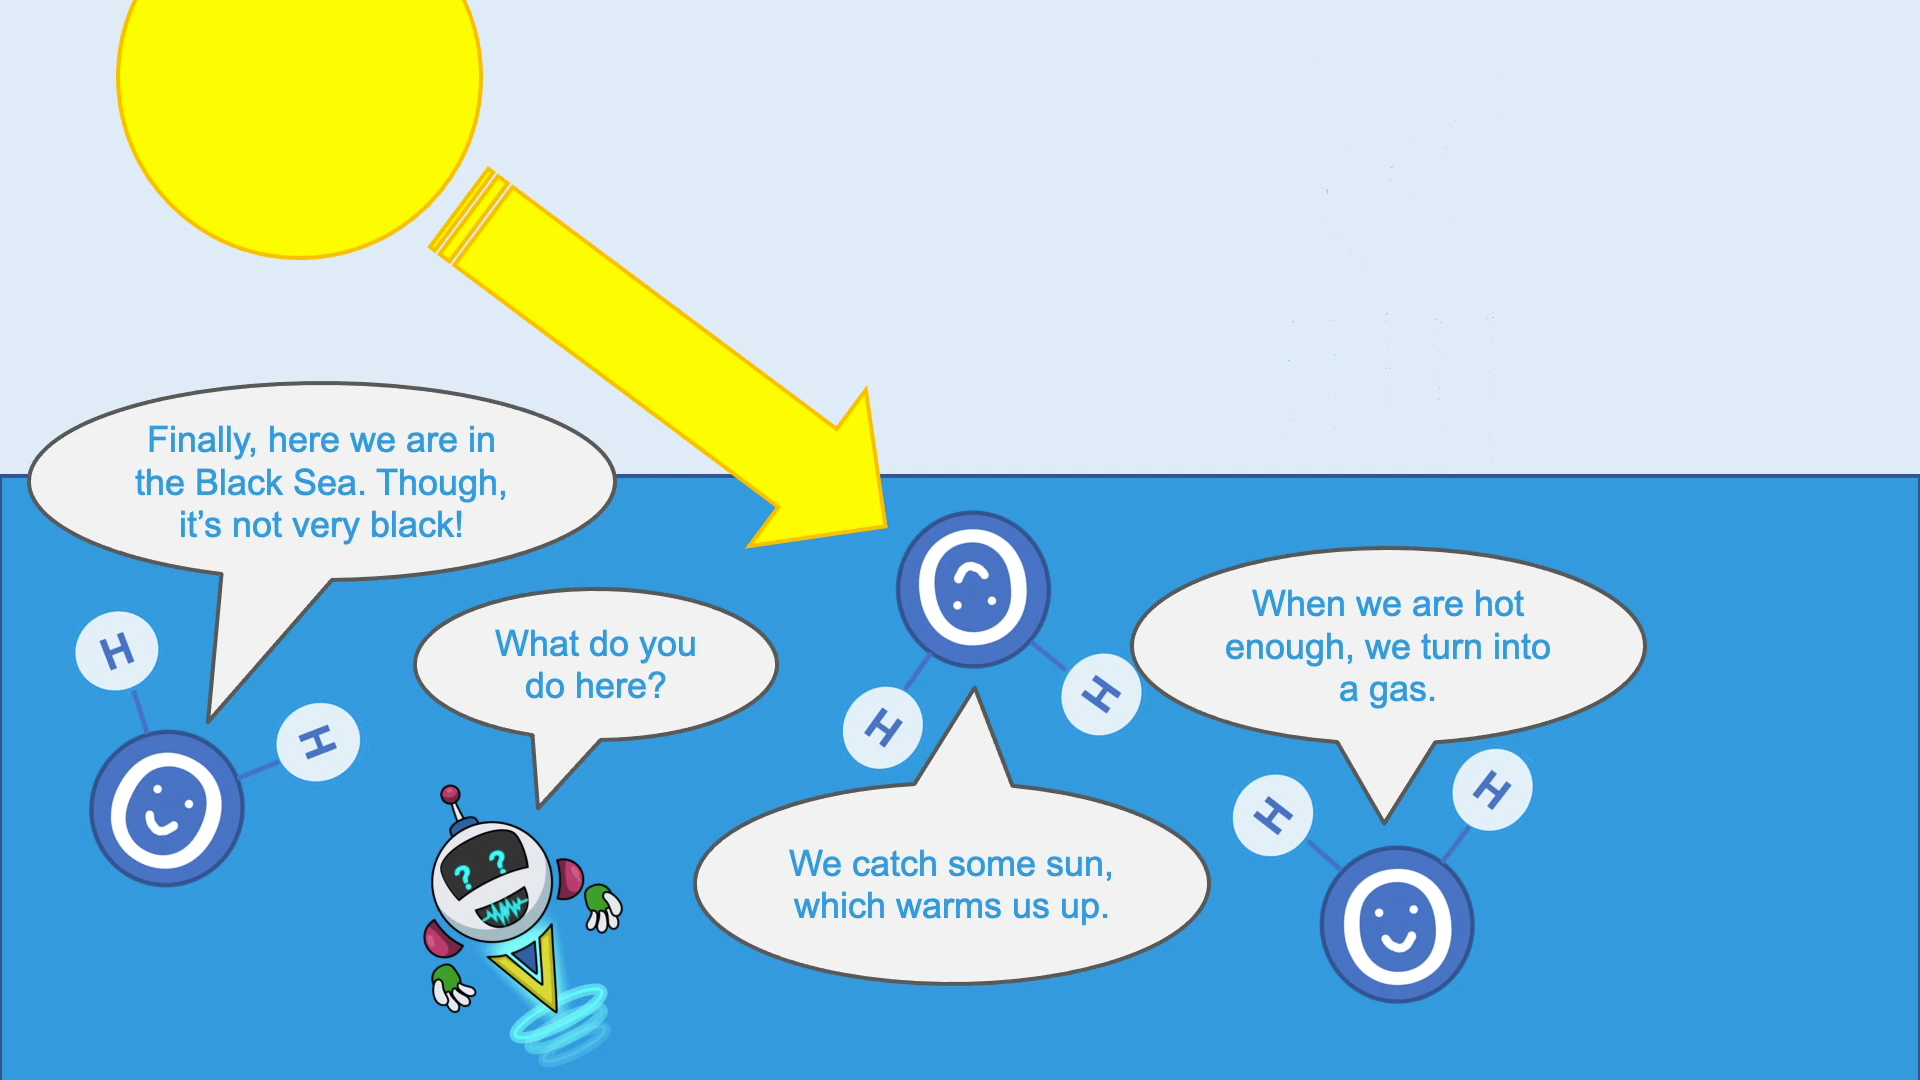 Finally, here we are in
the Black Sea. Though,
it’s not very black!
H
H
What do you
do here?
? ?
H
H
We catch some sun,
which warms us up.
When we are hot
enough, we turn into
a gas.
H
H